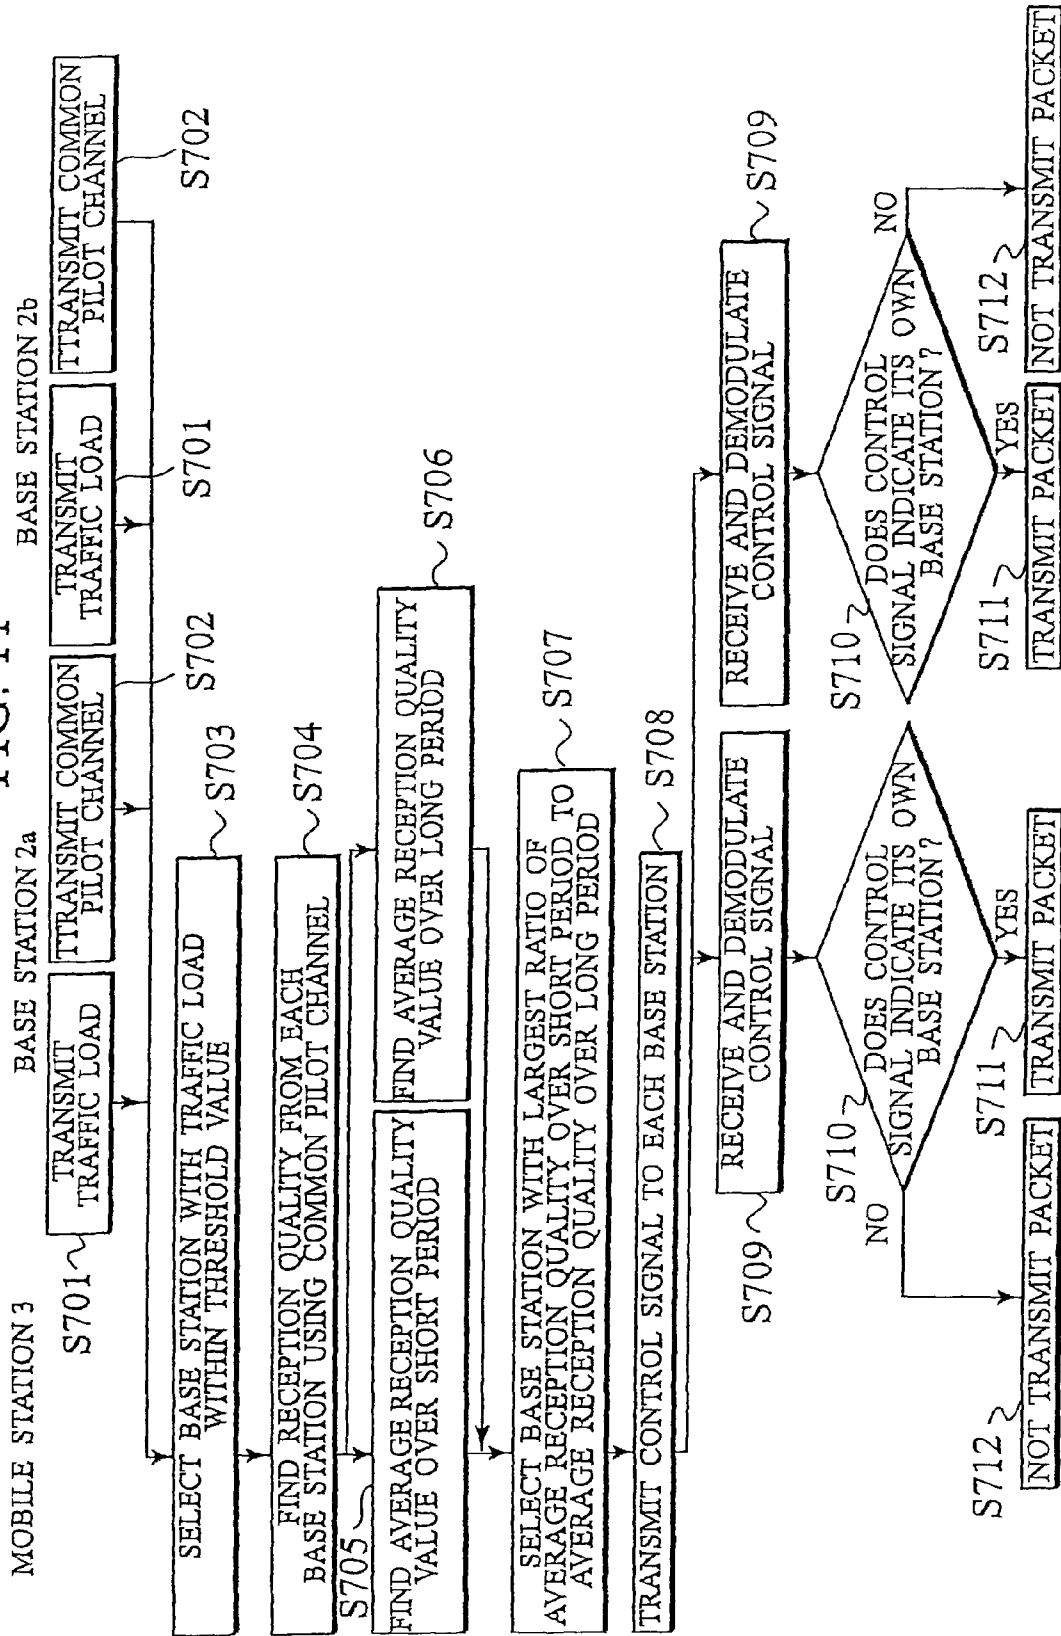 MOBILE STATION 3
BASE STATION 2a
BASE STATION 2b
S701
TRANSMIT
TRAFFIC LOAD
TTRANSMIT COMMON
PILOT CHANNEL
S702
TRANSMIT
TRAFFIC LOAD
S701
TTRANSMIT COMMON
PILOT CHANNEL
S702
SELECT BASE STATION WITH TRAFFIC LOAD
WITHIN THRESHOLD VALUE
S703
FIND RECEPTION QUALITY FROM EACH
BASE STATION USING COMMON PILOT CHANNEL
S704
S705
FIND AVERAGE RECEPTION QUALITY
VALUE OVER SHORT PERIOD
FIND AVERAGE RECEPTION QUALITY
VALUE OVER LONG PERIOD
S706
SELECT BASE STATION WITH LARGEST RATIO OF
AVERAGE RECEPTION QUALITY OVER SHORT PERIOD TO
AVERAGE RECEPTION QUALITY OVER LONG PERIOD
S707
TRANSMIT CONTROL SIGNAL TO EACH BASE STATION
S708
S709
RECEIVE AND DEMODULATE
CONTROL SIGNAL
RECEIVE AND DEMODULATE
CONTROL SIGNAL
S709
S710
DOES CONTROL
SIGNAL INDICATE ITS OWN
BASE STATION?
NO
YES
S710
DOES CONTROL
SIGNAL INDICATE ITS OWN
BASE STATION?
NO
YES
S712
NOT TRANSMIT PACKET
S711
TRANSMIT PACKET
S711
TRANSMIT PACKET
S712
NOT TRANSMIT PACKET